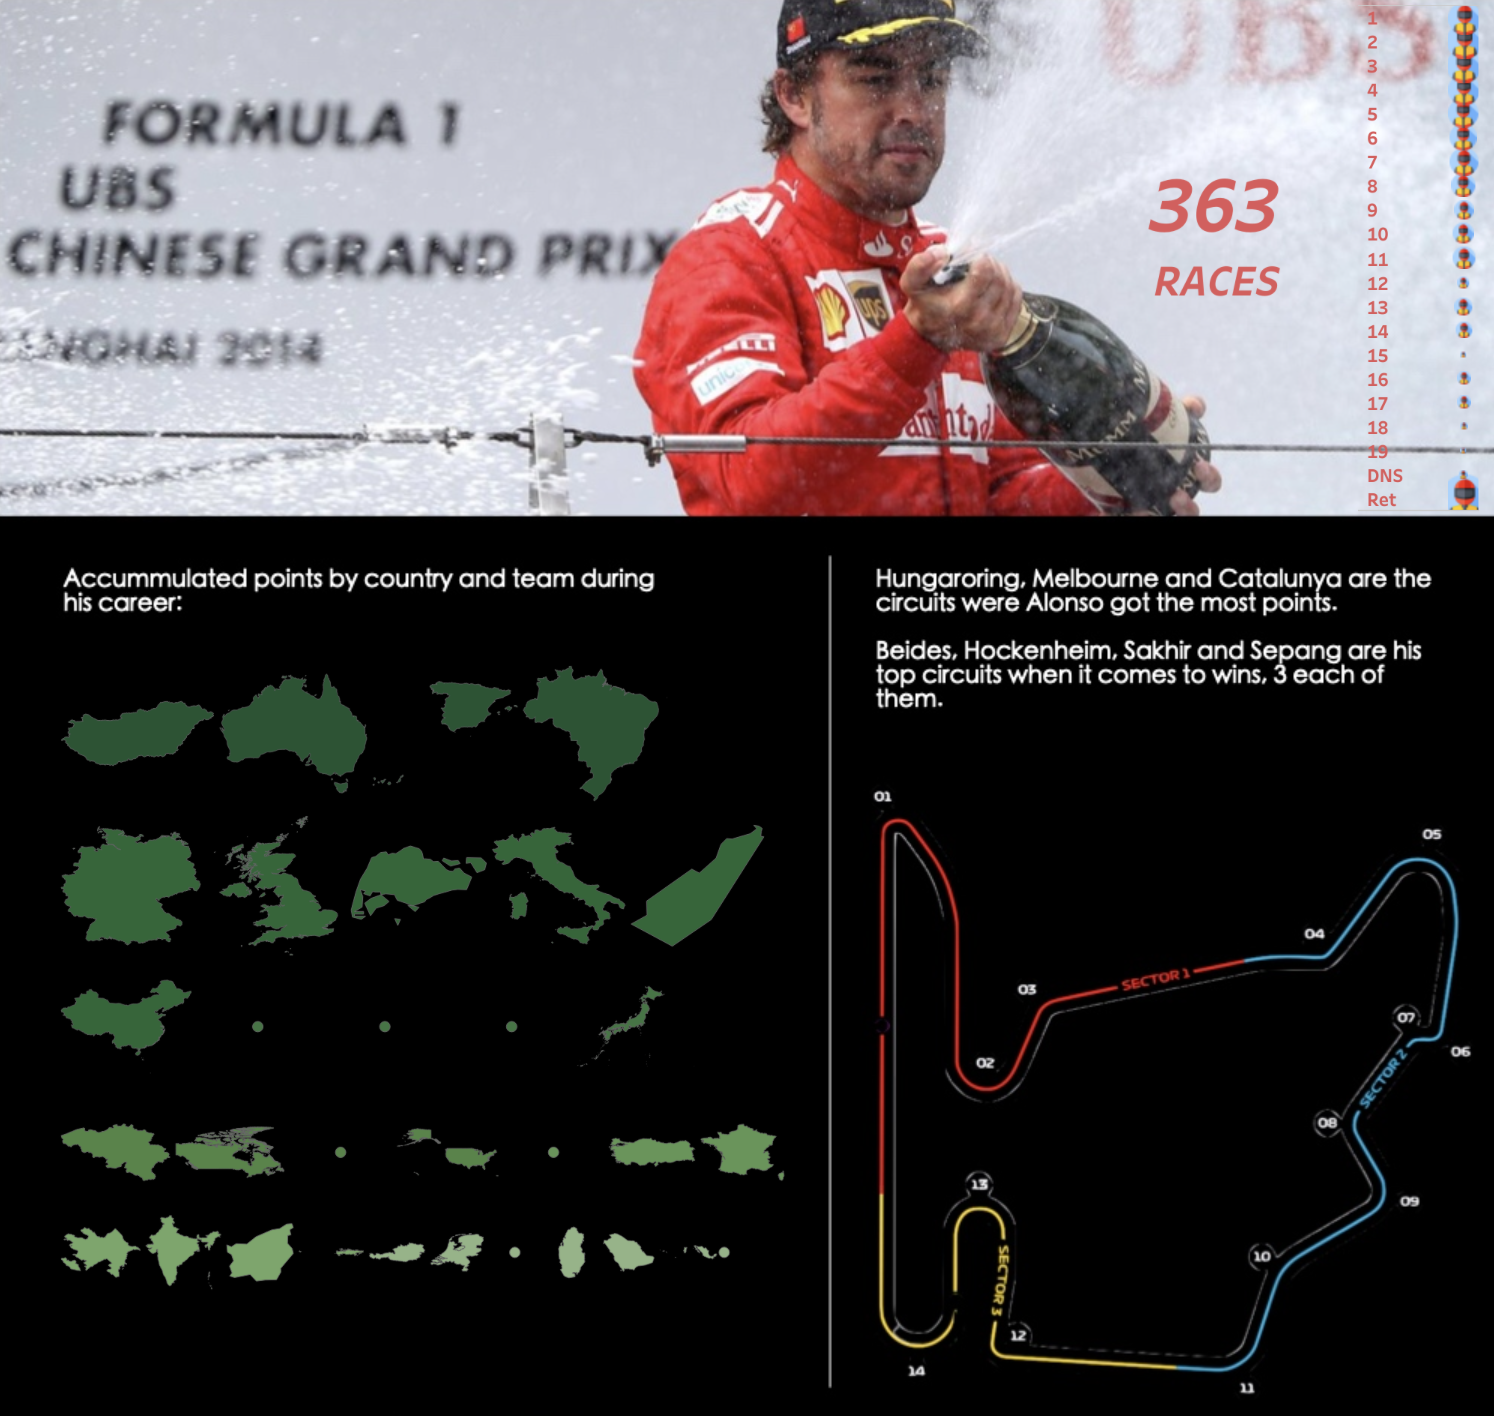 FORMULA 1
UBS
CHINESE GRAND PRIX
SHANGHAI 2014
UBS
363
RACES
unicef
ups
MUMM
1
2
3
4
5
6
7
8
9
10
11
12
13
14
15
16
17
18
19
DNS
Ret
Accummulated points by country and team during
his career:
Hungaroring, Melbourne and Catalunya are the
circuits were Alonso got the most points.
Beides, Hockenheim, Sakhir and Sepang are his
top circuits when it comes to wins, 3 each of
them.
01
02
03
SECTOR 1
04
05
06
07
SECTOR 2
08
09
10
11
12
SECTOR 3
13
14